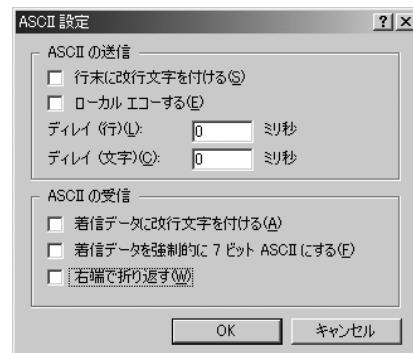 ASCII 設定
ASCII の送信
行末に改行文字を付ける(S)
ローカル エコーする(E)
ディレイ (行)(L): 0 ミリ秒
ディレイ (文字)(C): 0 ミリ秒
ASCII の受信
着信データに改行文字を付ける(A)
着信データを強制的に 7 ビット ASCII にする(F)
右端で折り返す(W)
OK キャンセル